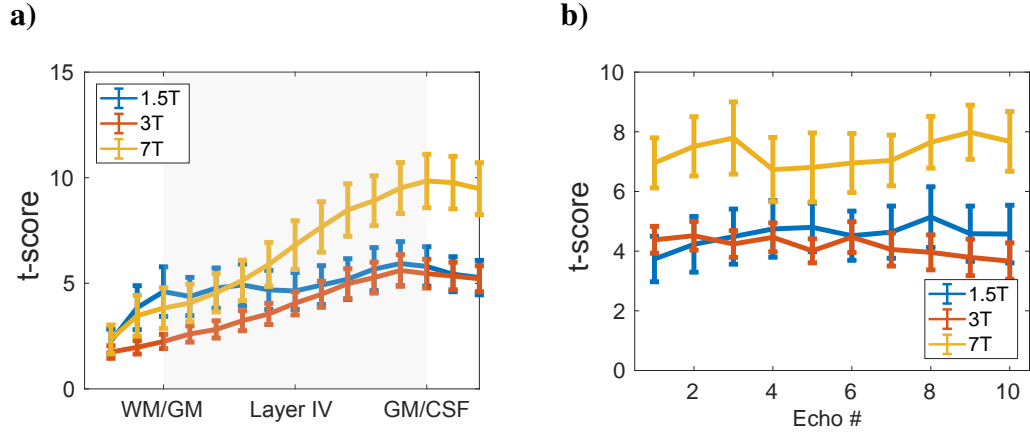 a)
15
10
5
0
t-score
1.5T
3T
7T
WM/GM
Layer IV
GM/CSF
b)
10
8
6
4
2
0
t-score
1.5T
3T
7T
2
4
6
8
10
Echo #